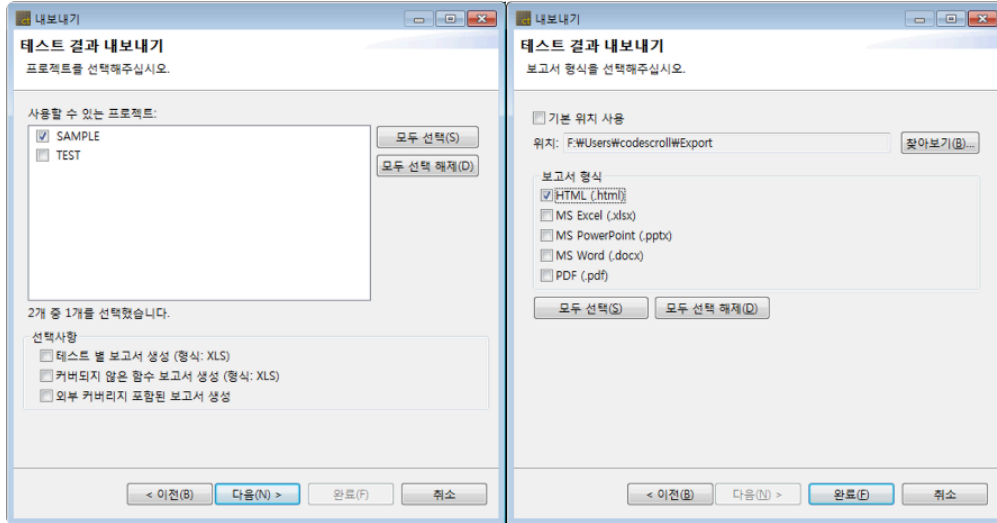 내보내기
테스트 결과 내보내기
프로젝트를 선택해주십시오.
사용할 수 있는 프로젝트:
SAMPLE
TEST
모두 선택(S)
모두 선택 해제(D)
2개 중 1개를 선택했습니다.
선택사항
테스트 별 보고서 생성 (형식: XLS)
커버되지 않은 함수 보고서 생성 (형식: XLS)
외부 커버리지 포함된 보고서 생성
< 이전(B)
다음(N) >
완료(F)
취소
내보내기
테스트 결과 내보내기
보고서 형식을 선택해주십시오.
기본 위치 사용
위치: F:₩Users₩codescroll₩Export
찾아보기(B)...
보고서 형식
HTML (.html)
MS Excel (.xlsx)
MS PowerPoint (.pptx)
MS Word (.docx)
PDF (.pdf)
모두 선택(S)
모두 선택 해제(D)
< 이전(B)
다음(N) >
완료(F)
취소